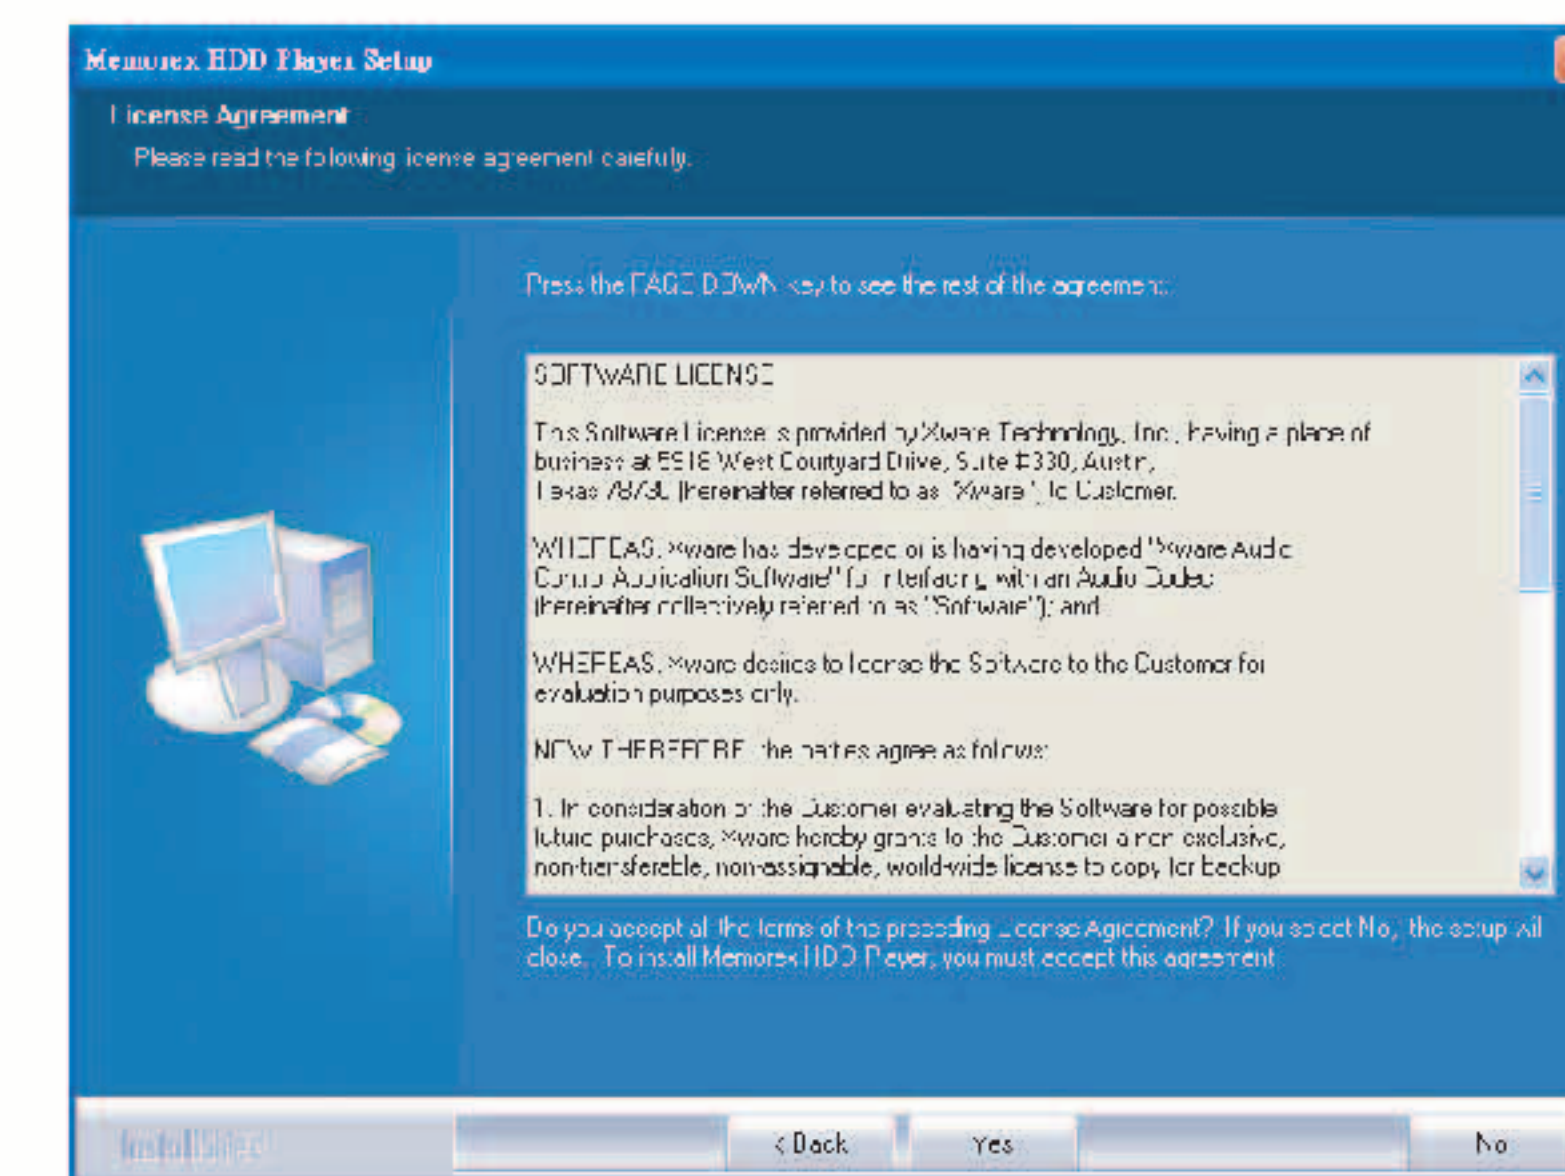 Memorex HDD Player Setup
License Agreement
Please read the following license agreement carefully.
Press the PAGE DOWN key to see the rest of the agreement.
SOFTWARE LICENSE
This Software License is provided by Xware Technology, Inc., having a place of
business at 5918 West Courtyard Drive, Suite #330, Austin,
Texas 78730 (hereinafter referred to as "Xware") to Customer.
WHEREAS, Xware has developed or is having developed "Xware Audio
Control Application Software" for interfacing with an Audio Codec
(hereinafter collectively referred to as "Software"); and
WHEREAS, Xware desires to license the Software to the Customer for
evaluation purposes only.
NOW THEREFORE, the parties agree as follows:
1. In consideration of the Customer evaluating the Software for possible
future purchases, Xware hereby grants to the Customer a non-exclusive,
non-transferable, non-assignable, world-wide license to copy (or backup
Do you accept all the terms of the preceding License Agreement? If you select No, the setup will
close. To install Memorex HDD Player, you must accept this agreement.
InstallShield
< Back
Yes
No